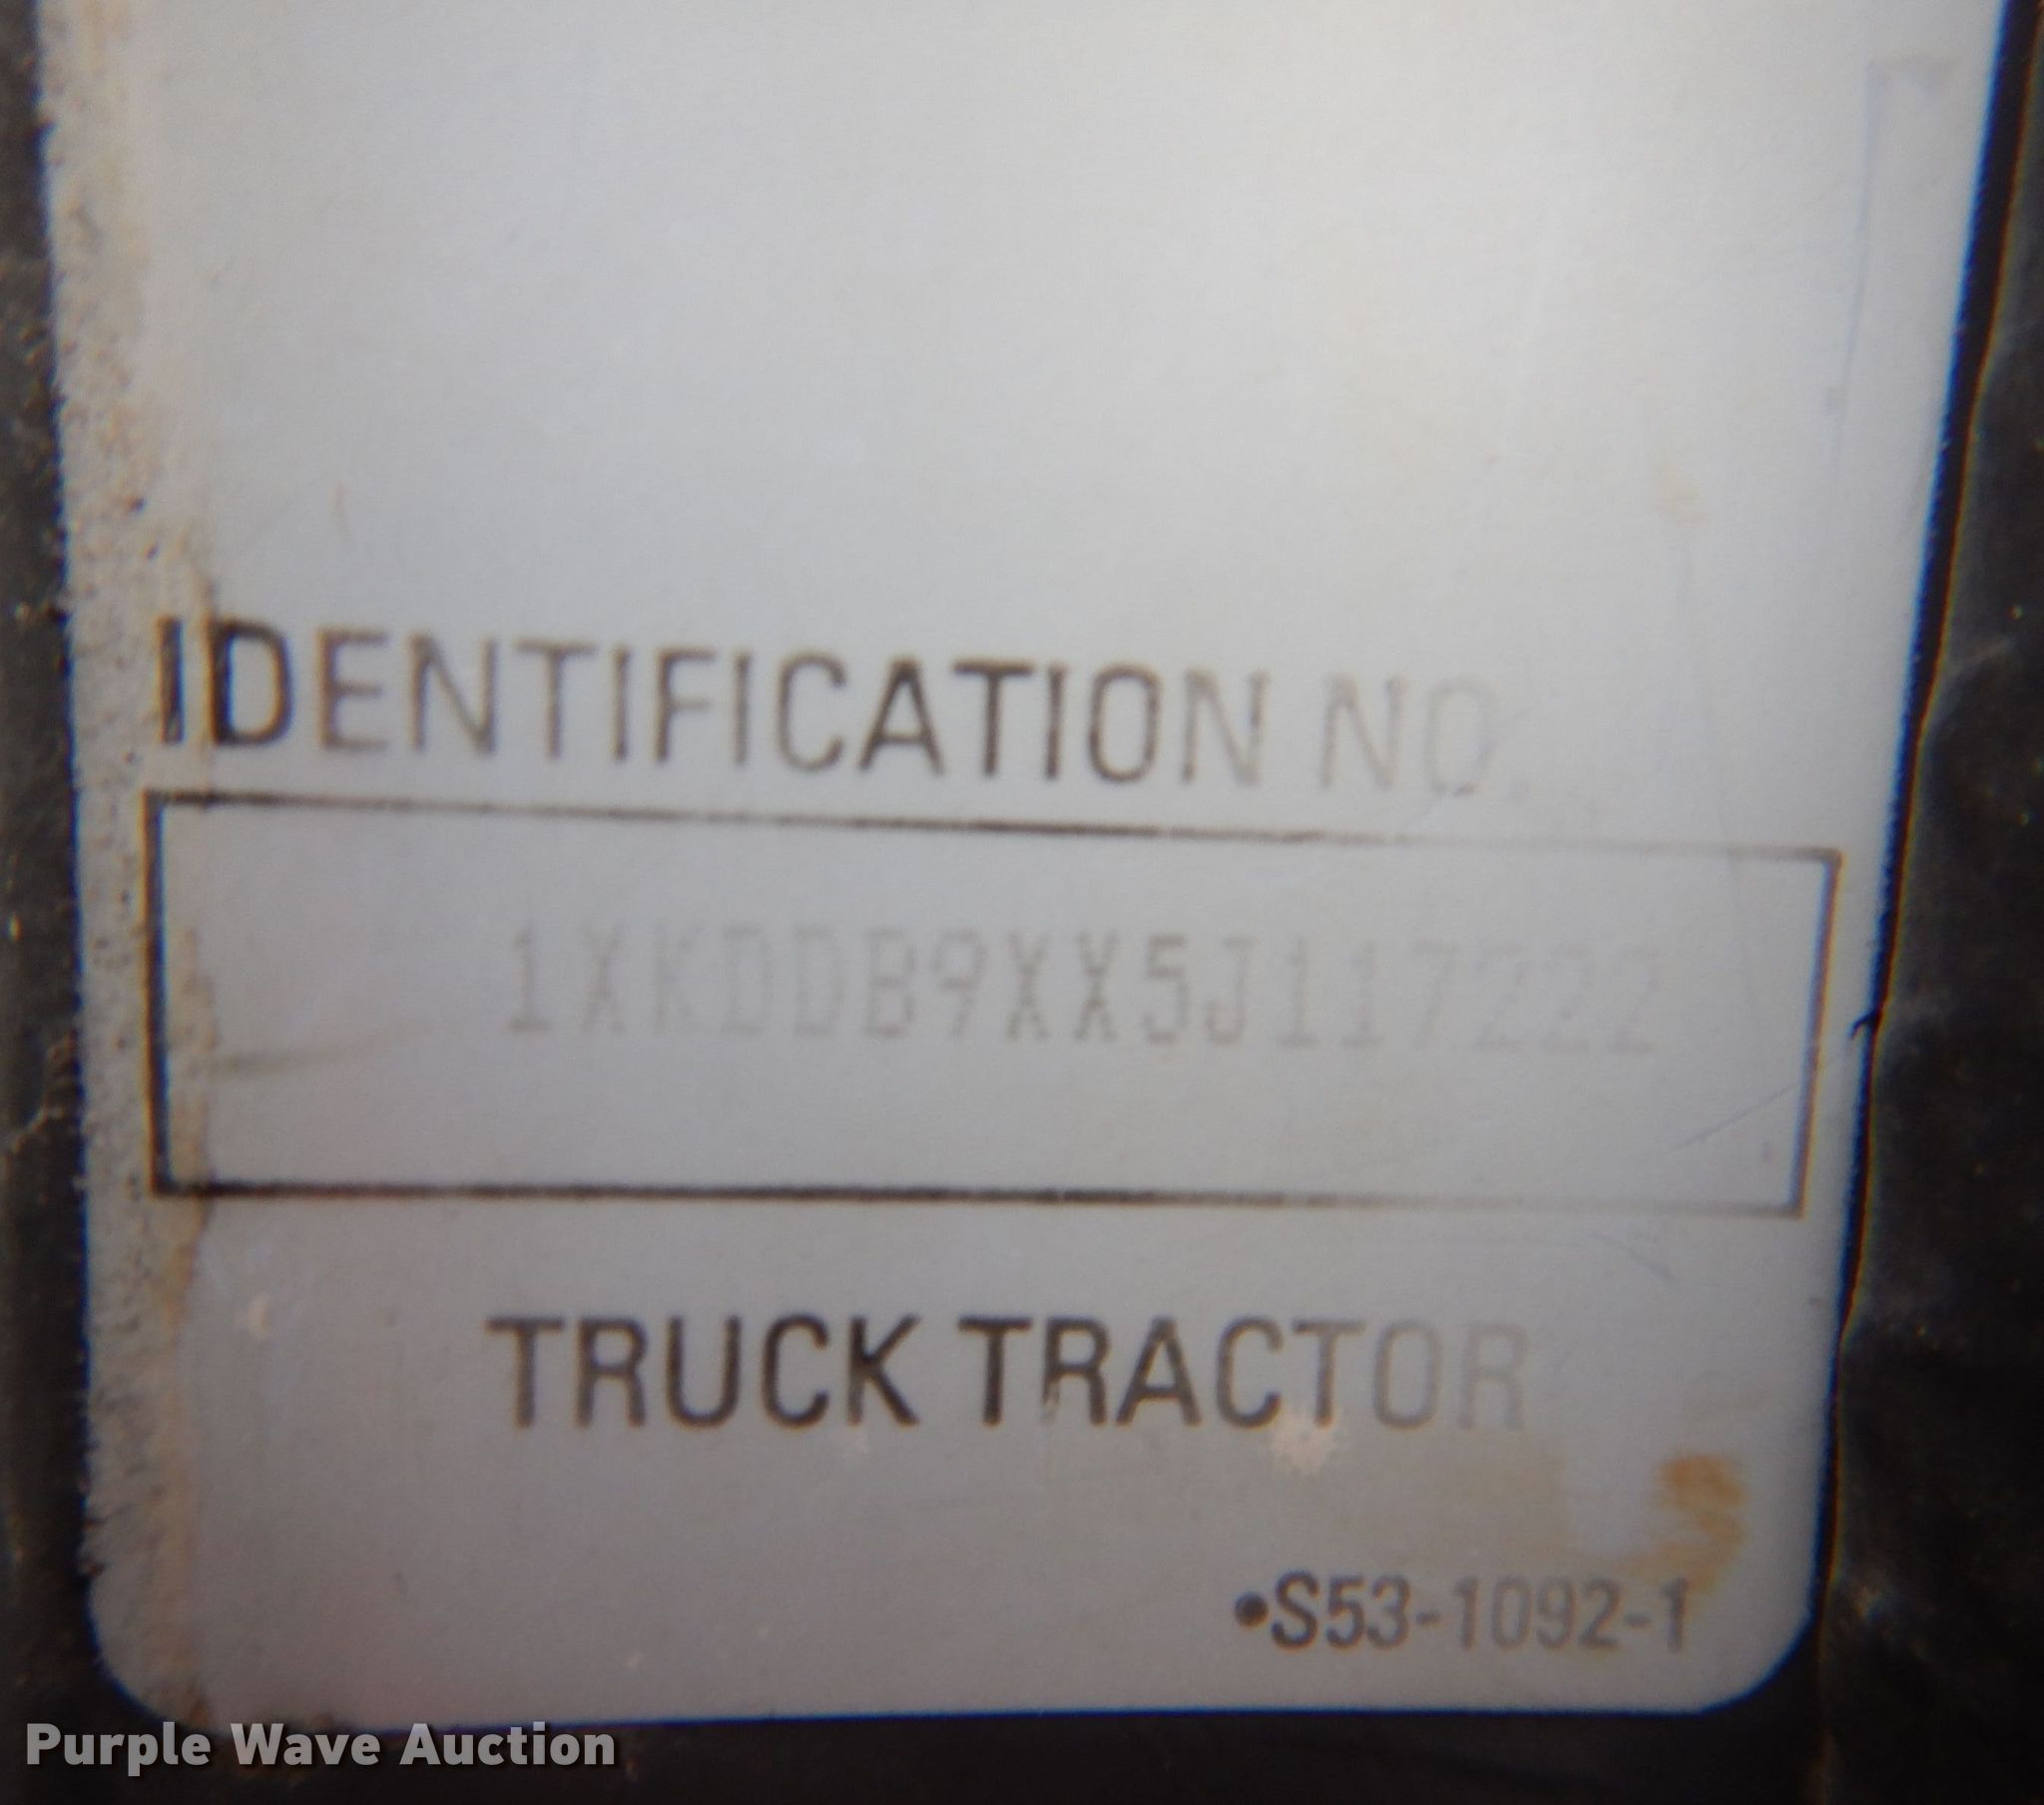 IDENTIFICATION NO.
1XKDDB9XX5J117222
TRUCK TRACTOR
•S53-1092-1
Purple Wave Auction